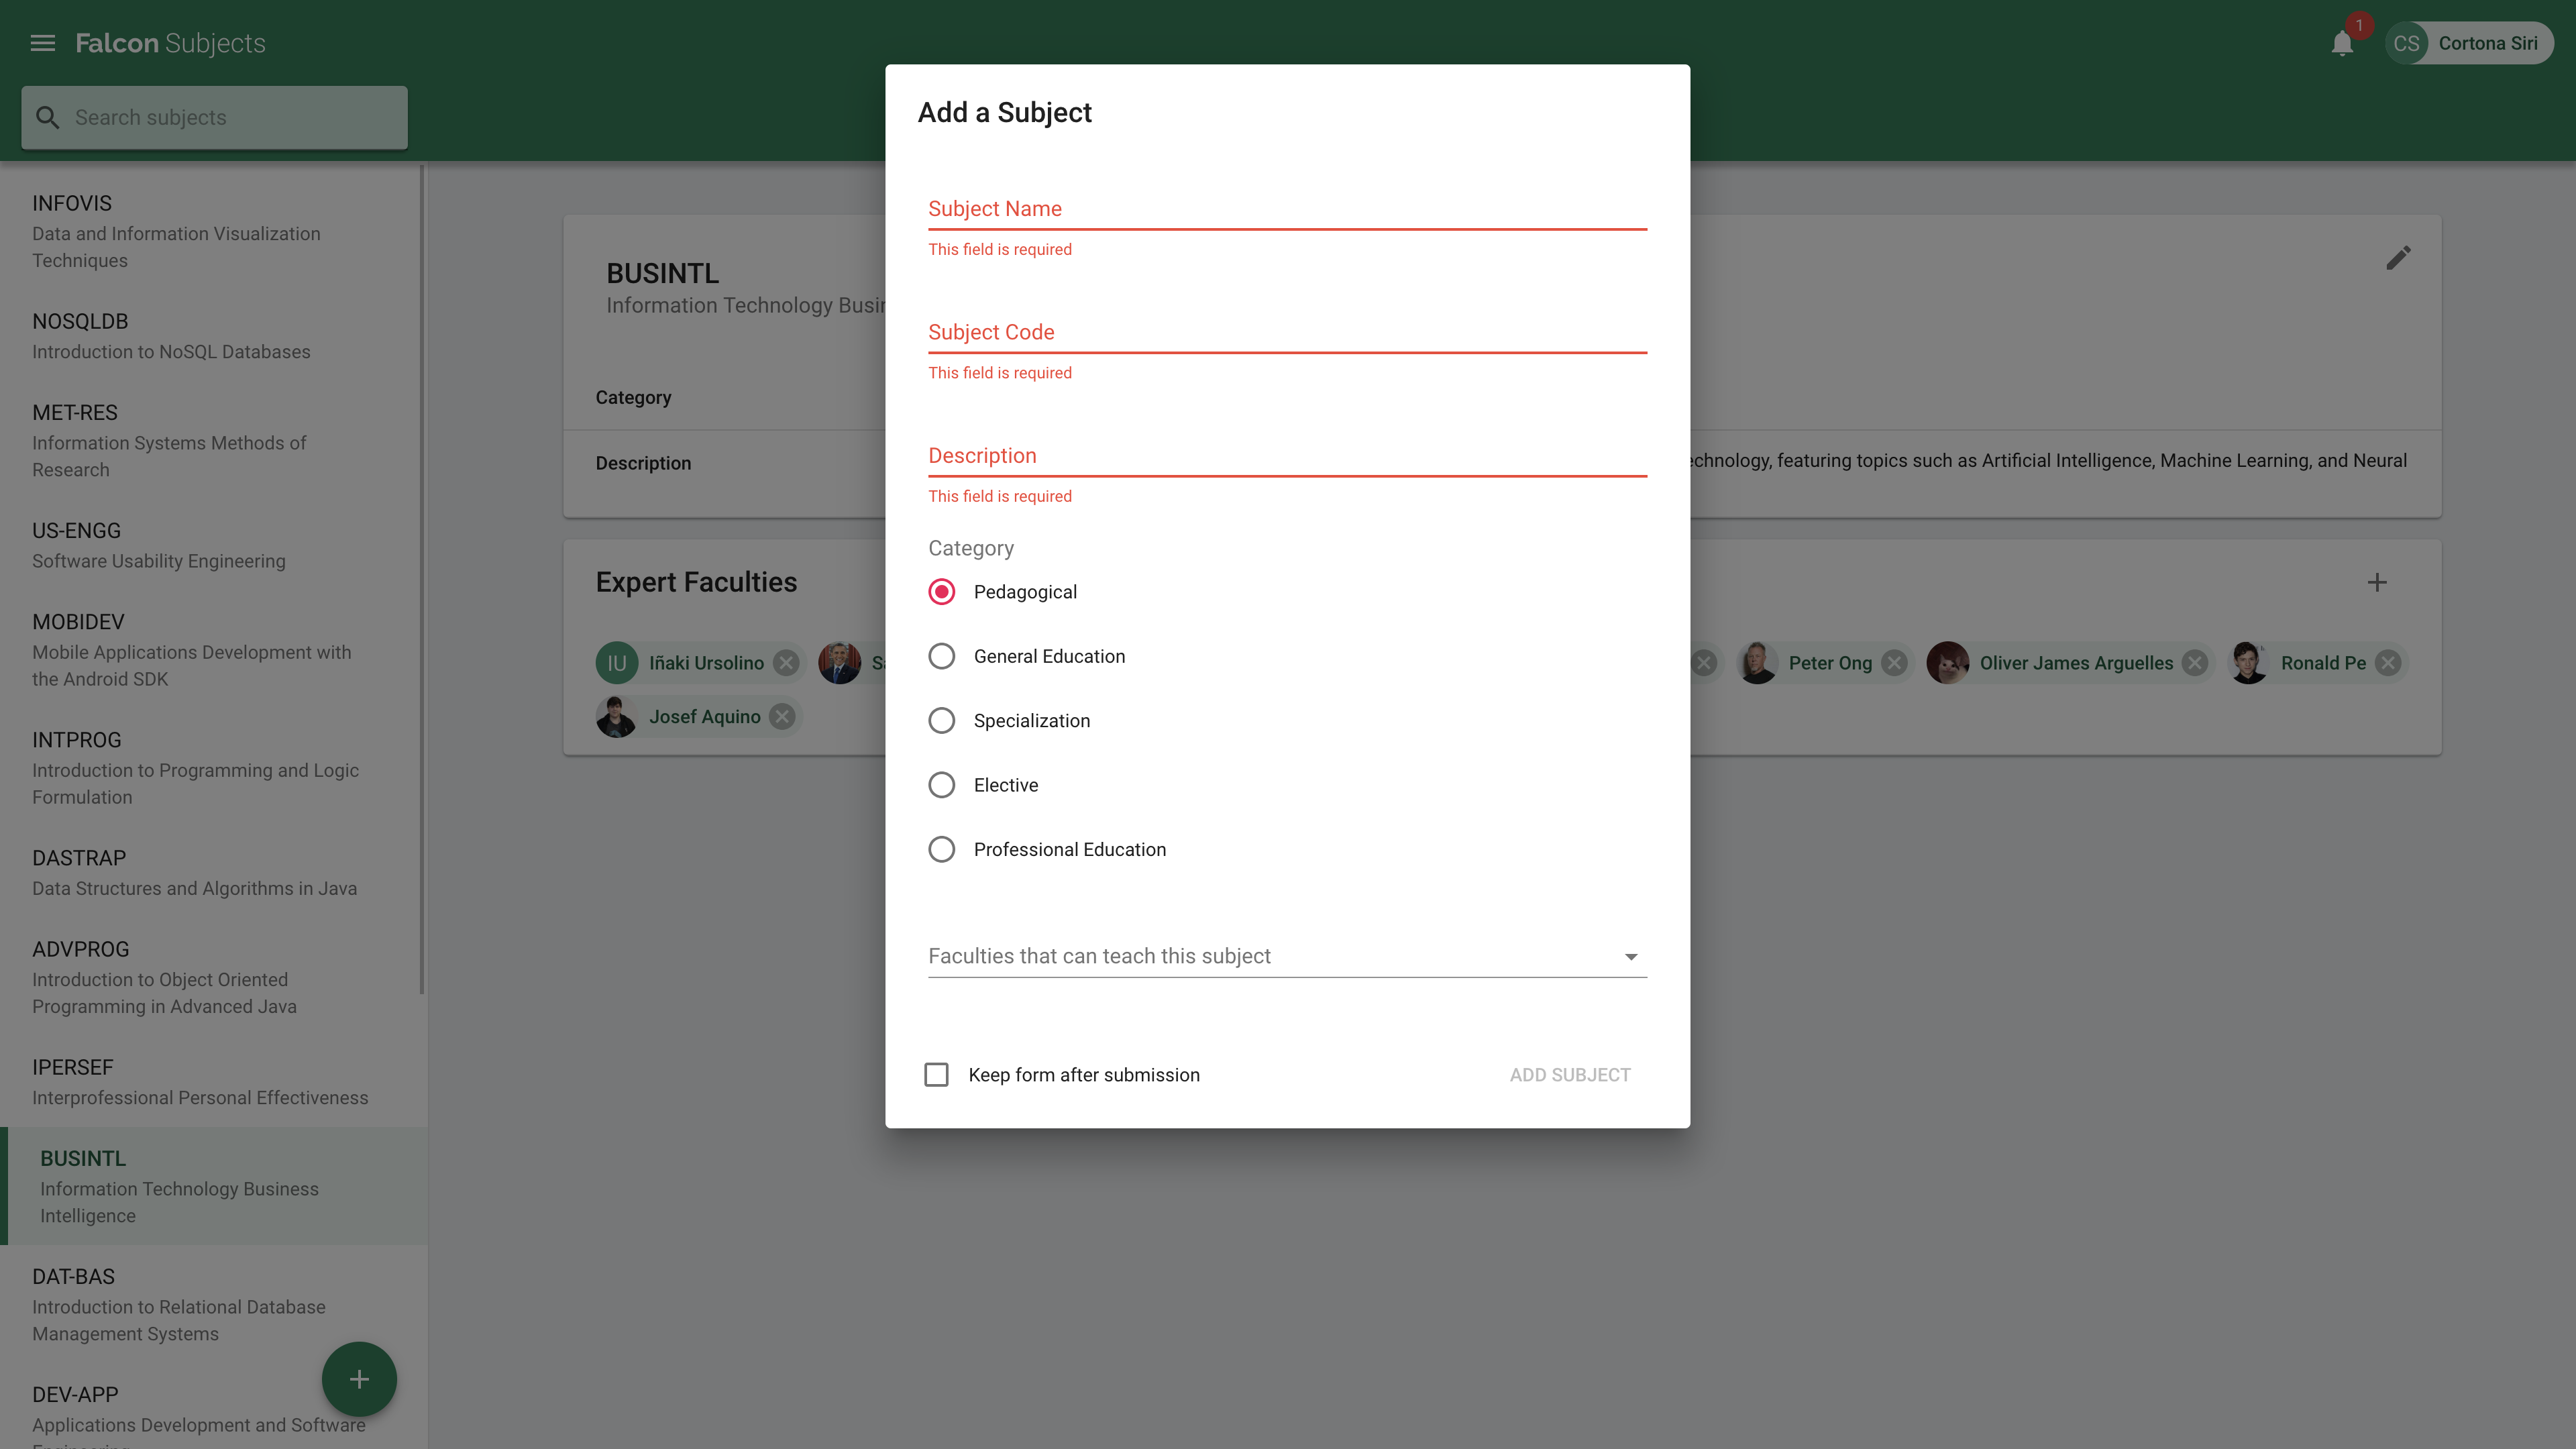 Falcon Subjects
1
CS Cortona Siri
Search subjects
INFOVIS
Data and Information Visualization
Techniques
NOSQLDB
Introduction to NoSQL Databases
MET-RES
Information Systems Methods of
Research
US-ENGG
Software Usability Engineering
MOBIDEV
Mobile Applications Development with
the Android SDK
INTPROG
Introduction to Programming and Logic
Formulation
DASTRAP
Data Structures and Algorithms in Java
ADVPROG
Introduction to Object Oriented
Programming in Advanced Java
IPERSEF
Interprofessional Personal Effectiveness
BUSINTL
Information Technology Business
Intelligence
DAT-BAS
Introduction to Relational Database
Management Systems
DEV-APP
Applications Development and Software
BUSINTL
Information Technology
Category
Description
technology, featuring topics such as Artificial Intelligence, Machine Learning, and Neural
Expert Faculties
IU Iñaki Ursolino
Peter Ong
Oliver James Arguelles
Ronald Pe
Josef Aquino
Add a Subject
Subject Name
This field is required
Subject Code
This field is required
Description
This field is required
Category
Pedagogical
General Education
Specialization
Elective
Professional Education
Faculties that can teach this subject
Keep form after submission
ADD SUBJECT